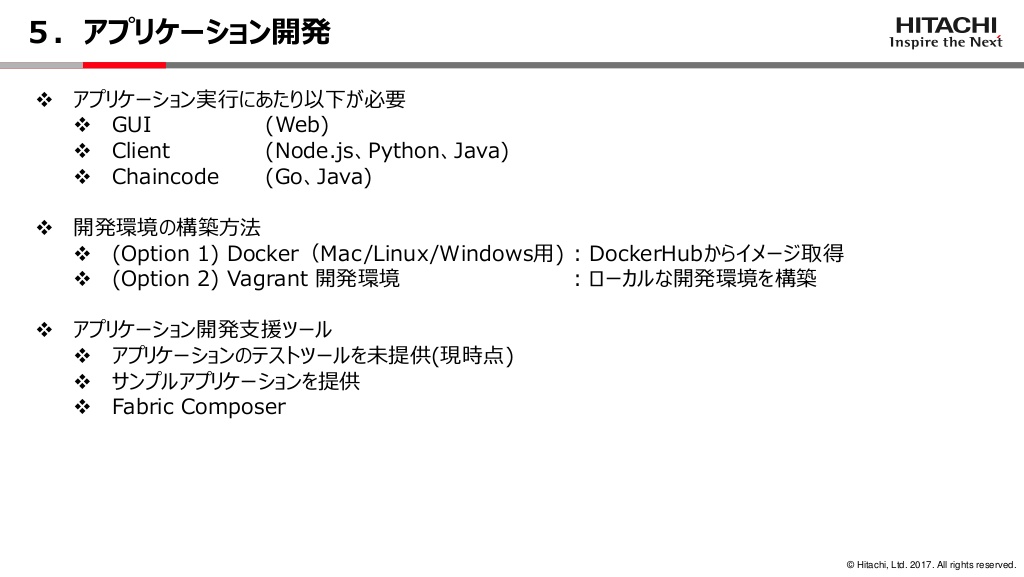 ５．アプリケーション開発
HITACHI
Inspire the Next
❖ アプリケーション実行にあたり以下が必要
❖ GUI (Web)
❖ Client (Node.js、Python、Java)
❖ Chaincode (Go、Java)
❖ 開発環境の構築方法
❖ (Option 1) Docker（Mac/Linux/Windows用)：DockerHubからイメージ取得
❖ (Option 2) Vagrant 開発環境 ：ローカルな開発環境を構築
❖ アプリケーション開発支援ツール
❖ アプリケーションのテストツールを未提供(現時点)
❖ サンプルアプリケーションを提供
❖ Fabric Composer
© Hitachi, Ltd. 2017. All rights reserved.